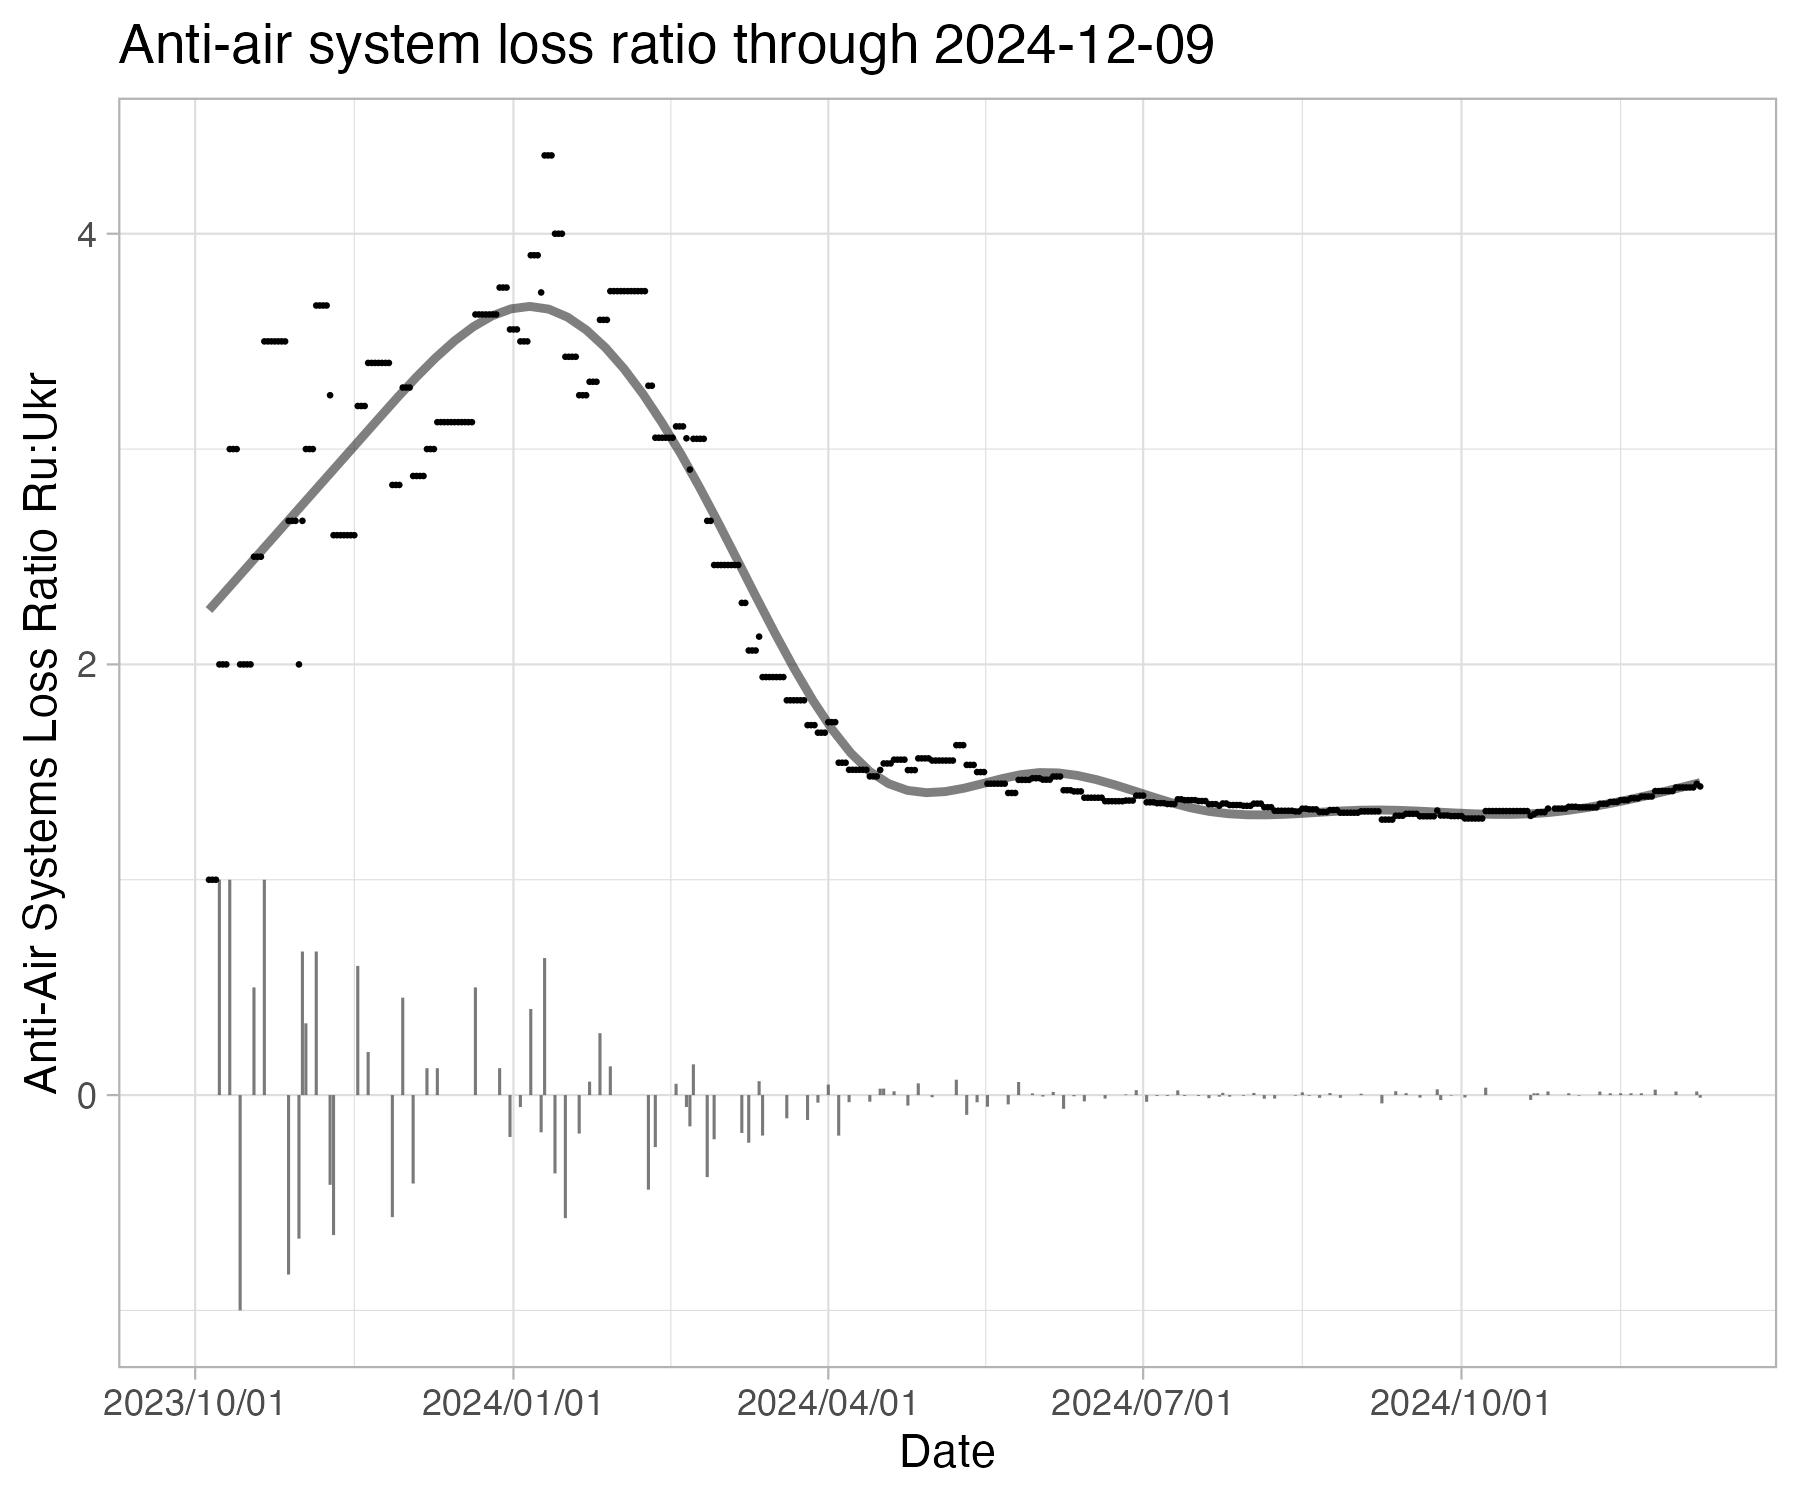 Anti-air system loss ratio through 2024-12-09
Anti-Air Systems Loss Ratio Ru:Ukr
4
2
0
2023/10/01
2024/01/01
2024/04/01
2024/07/01
2024/10/01
Date